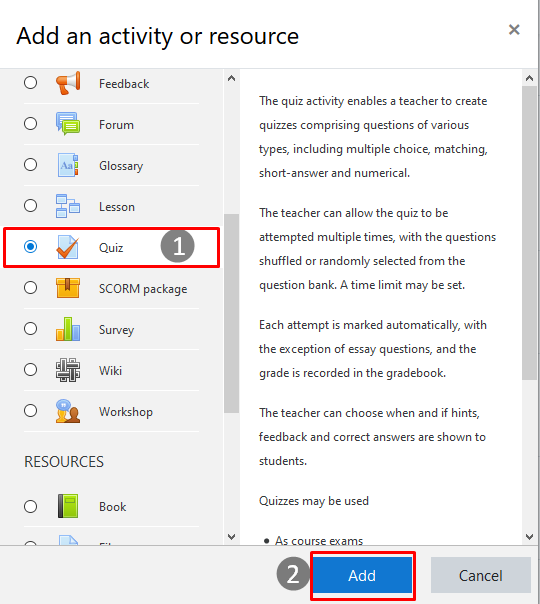 Add an activity or resource
×
Feedback
Forum
Glossary
Lesson
Quiz
1
SCORM package
Survey
Wiki
Workshop
RESOURCES
Book
The quiz activity enables a teacher to create
quizzes comprising questions of various
types, including multiple choice, matching,
short-answer and numerical.
The teacher can allow the quiz to be
attempted multiple times, with the questions
shuffled or randomly selected from the
question bank. A time limit may be set.
Each attempt is marked automatically, with
the exception of essay questions, and the
grade is recorded in the gradebook.
The teacher can choose when and if hints,
feedback and correct answers are shown to
students.
Quizzes may be used
• As course exams
2
Add
Cancel